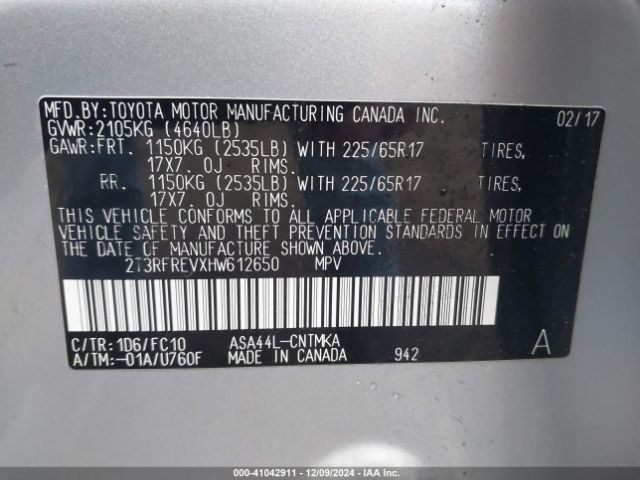 MFD.BY:TOYOTA MOTOR MANUFACTURING CANADA INC. 02/17
GVWR:2105KG (4640LB)
GAWR:FRT. 1150KG (2535LB) WITH 225/65R17 TIRES,
17X7.0J RIMS.
RR. 1150KG (2535LB) WITH 225/65R17 TIRES,
17X7.0J RIMS.
THIS VEHICLE CONFORMS TO ALL APPLICABLE FEDERAL MOTOR
VEHICLE SAFETY AND THEFT PREVENTION STANDARDS IN EFFECT
ON THE DATE OF MANUFACTURE SHOWN ABOVE.
2T3RFREVXHW612650 MPV
C/TR:1D6/FC10 ASA44L-CNTMKA A
A/TM:-01A/U760F MADE IN CANADA 942
000-41042911 - 12/09/2024 - IAA Inc.